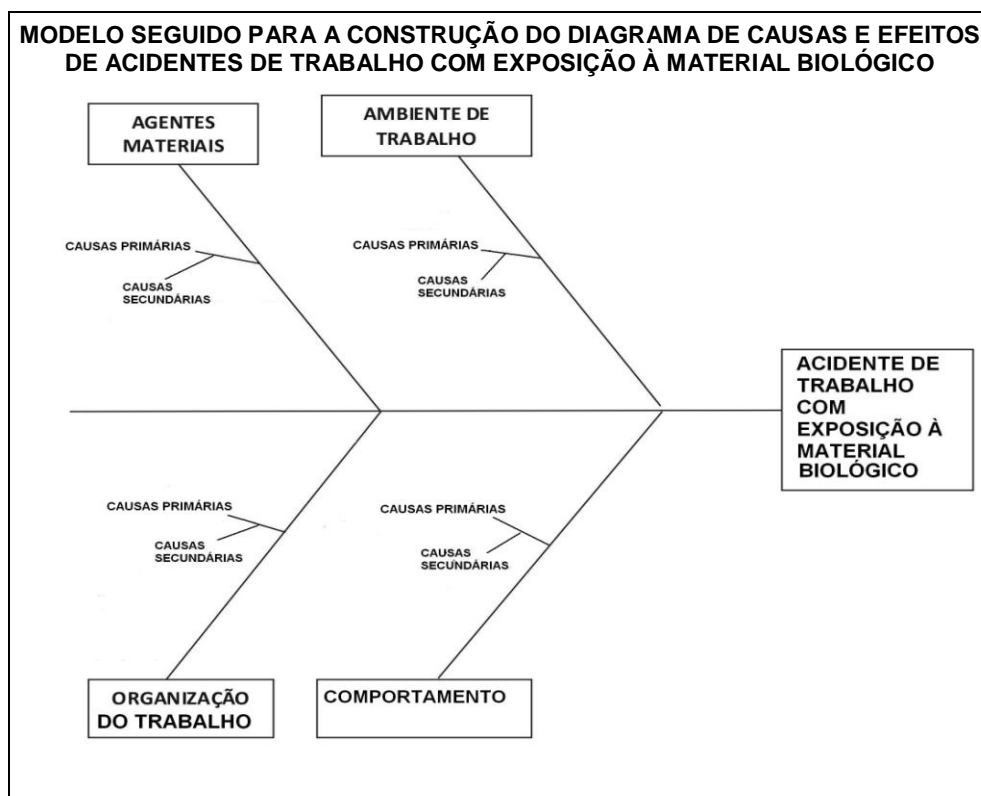 MODELO SEGUIDO PARA A CONSTRUÇÃO DO DIAGRAMA DE CAUSAS E EFEITOS
DE ACIDENTES DE TRABALHO COM EXPOSIÇÃO À MATERIAL BIOLÓGICO
AGENTES
MATERIAIS
AMBIENTE DE
TRABALHO
CAUSAS PRIMÁRIAS
CAUSAS
SECUNDÁRIAS
CAUSAS PRIMÁRIAS
CAUSAS
SECUNDÁRIAS
ACIDENTE DE
TRABALHO
COM
EXPOSIÇÃO À
MATERIAL
BIOLÓGICO
CAUSAS PRIMÁRIAS
CAUSAS
SECUNDÁRIAS
CAUSAS PRIMÁRIAS
CAUSAS
SECUNDÁRIAS
ORGANIZAÇÃO
DO TRABALHO
COMPORTAMENTO